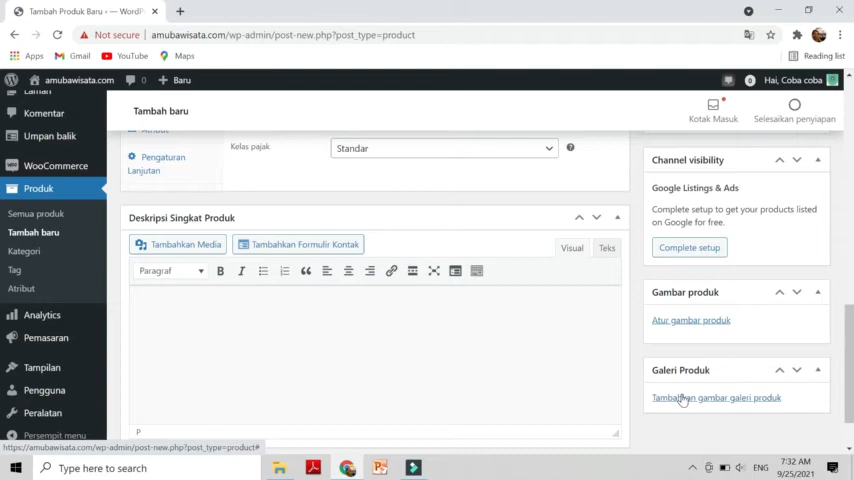 Tambah Produk Baru ‹ amubawisata.com — WordPr
Not secure
amubawisata.com/wp-admin/post-new.php?post_type=product
Apps
Gmail
YouTube
Maps
Reading list
amubawisata.com
0
Baru
0
Hai, Coba coba
Laman
Komentar
Umpan balik
WooCommerce
Produk
Semua produk
Tambah baru
Kategori
Tag
Atribut
Analytics
Pemasaran
Tampilan
Pengguna
Peralatan
Persempit menu
Tambah baru
Kotak Masuk
Selesaikan penyiapan
Atribut
Pengaturan
Lanjutan
Kelas pajak
Standar
Deskripsi Singkat Produk
Tambahkan Media
Tambahkan Formulir Kontak
Visual
Teks
Paragraf
B
I
P
Channel visibility
Google Listings & Ads
Complete setup to get your products listed
on Google for free.
Complete setup
Gambar produk
Atur gambar produk
Galeri Produk
Tambahkan gambar galeri produk
https://amubawisata.com/wp-admin/post-new.php?post_type=product#
Type here to search
ENG
7:32 AM
9/25/2021